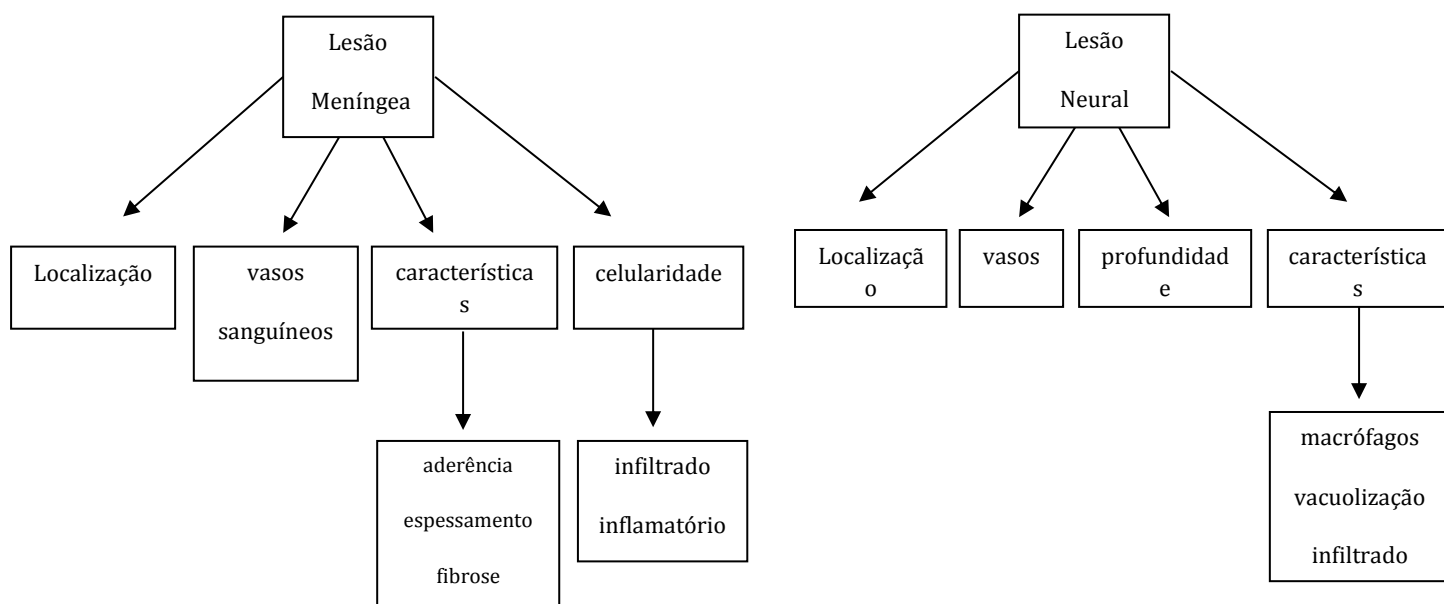 Lesão
Meníngea
Localização
vasos
sanguíneos
característica
s
celularidade
aderência
espessamento
fibrose
infiltrado
inflamatório
Lesão
Neural
Localizaçã
o
vasos
profundidad
e
característica
s
macrófagos
vacuolização
infiltrado